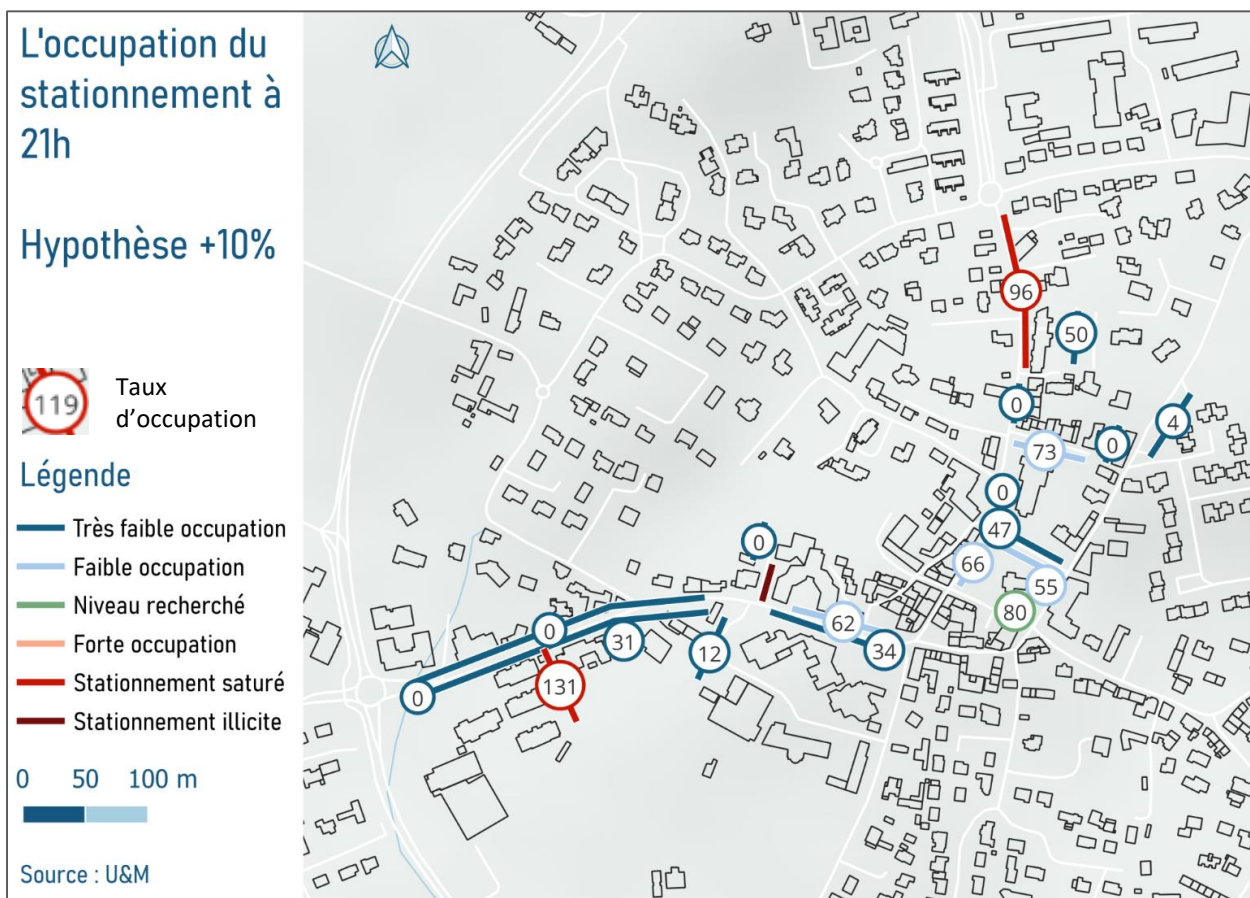 L'occupation du
stationnement à
21h
Hypothèse +10%
119
Taux
d'occupation
Légende
Très faible occupation
Faible occupation
Niveau recherché
Forte occupation
Stationnement saturé
Stationnement illicite
0 50 100 m
Source : U&M
96
50
0
4
73
0
0
47
0
66
55
80
62
0
31
34
12
131
0